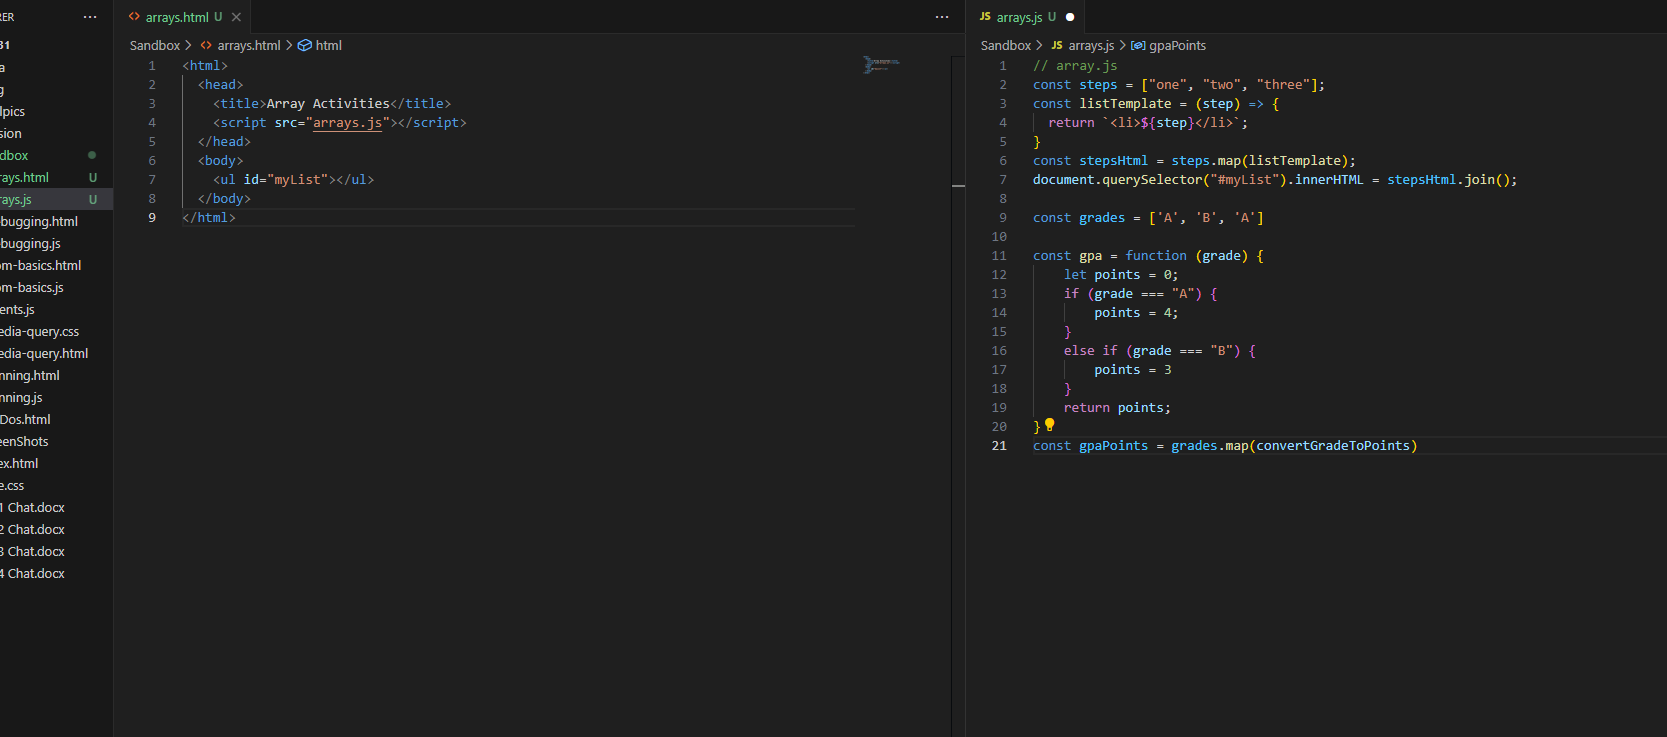 RER ···
31
a
g
lpics
sion
dbox
rays.html U
rays.js U
bugging.html
bugging.js
om-basics.html
om-basics.js
ents.js
edia-query.css
edia-query.html
nning.html
nning.js
Dos.html
eenShots
ex.html
e.css
1 Chat.docx
2 Chat.docx
3 Chat.docx
4 Chat.docx
<> arrays.html U ×
···
Sandbox > <> arrays.html > html
1 <html>
2 <head>
3 <title>Array Activities</title>
4 <script src="arrays.js"></script>
5 </head>
6 <body>
7 <ul id="myList"></ul>
8 </body>
9 </html>
JS arrays.js U ●
Sandbox > JS arrays.js > gpaPoints
1 // array.js
2 const steps = ["one", "two", "three"];
3 const listTemplate = (step) => {
4 return `<li>${step}</li>`;
5 }
6 const stepsHtml = steps.map(listTemplate);
7 document.querySelector("#myList").innerHTML = stepsHtml.join();
8
9 const grades = ['A', 'B', 'A']
10
11 const gpa = function (grade) {
12 let points = 0;
13 if (grade === "A") {
14 points = 4;
15 }
16 else if (grade === "B") {
17 points = 3
18 }
19 return points;
20 }
21 const gpaPoints = grades.map(convertGradeToPoints)